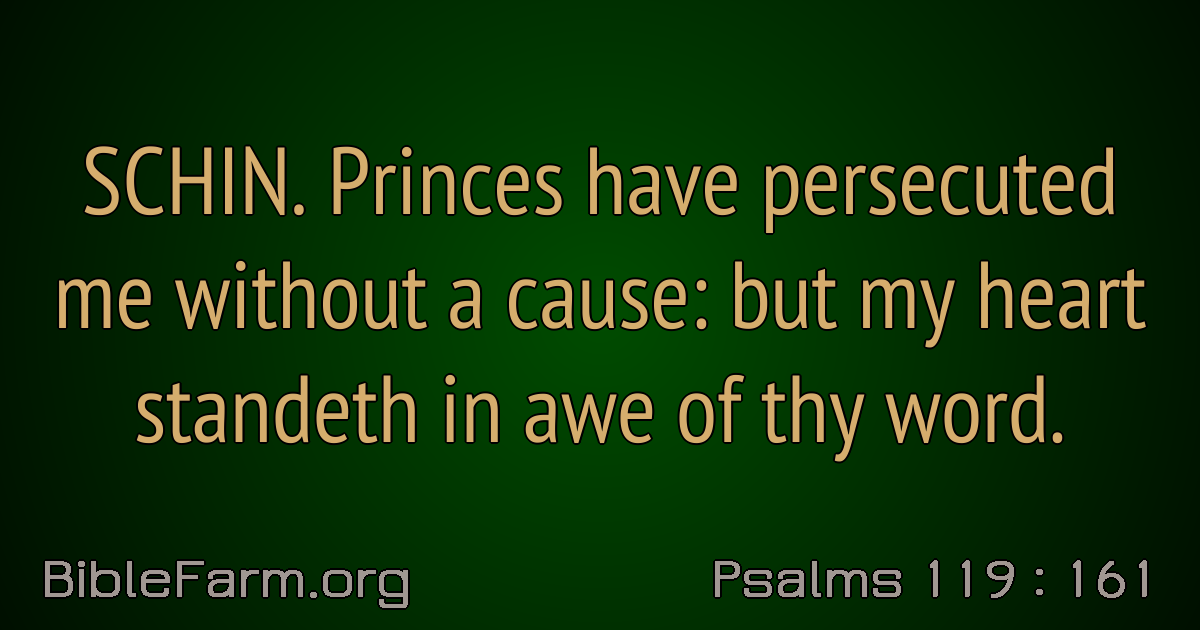 SCHIN. Princes have persecuted
me without a cause: but my heart
standeth in awe of thy word.
BibleFarm.org
Psalms 119 : 161